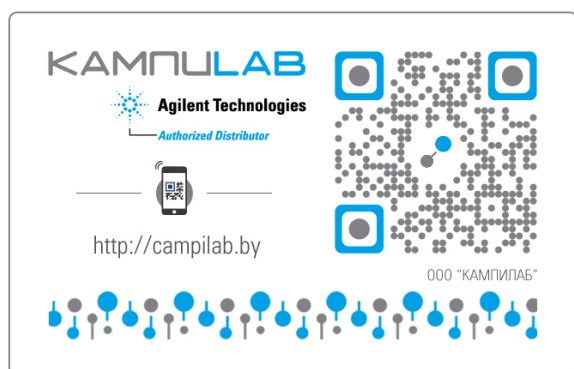 КАМПИLAB
Agilent Technologies
Authorized Distributor
http://campilab.by
ООО "КАМПИЛАБ"